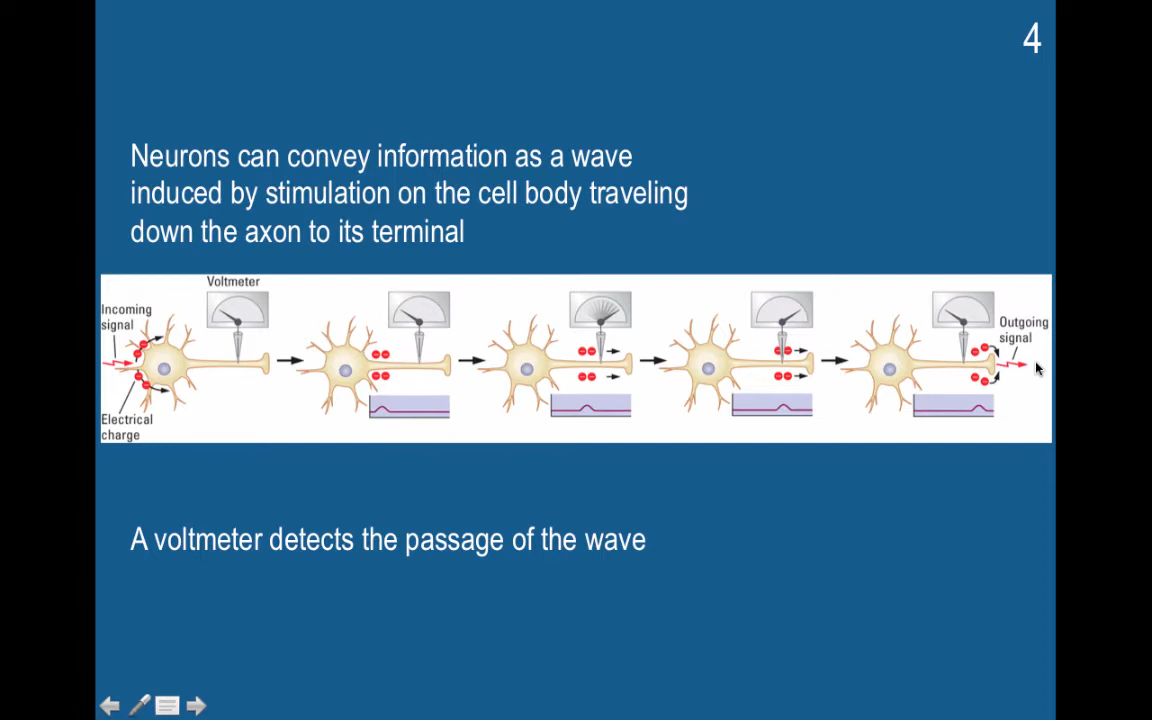 4
Neurons can convey information as a wave
induced by stimulation on the cell body traveling
down the axon to its terminal
Voltmeter
Incoming
signal
Outgoing
signal
Electrical
charge
A voltmeter detects the passage of the wave